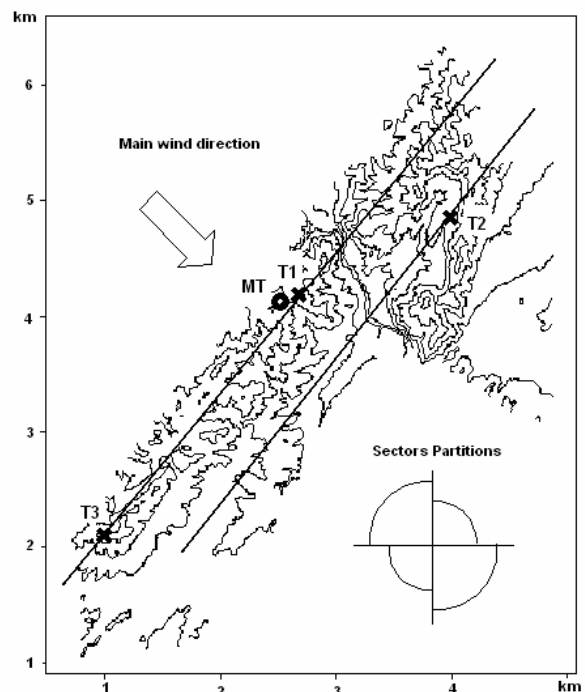 km
6
Main wind direction
5
T2
T1
MT
4
3
Sectors Partitions
T3
2
1
1
2
3
4
km